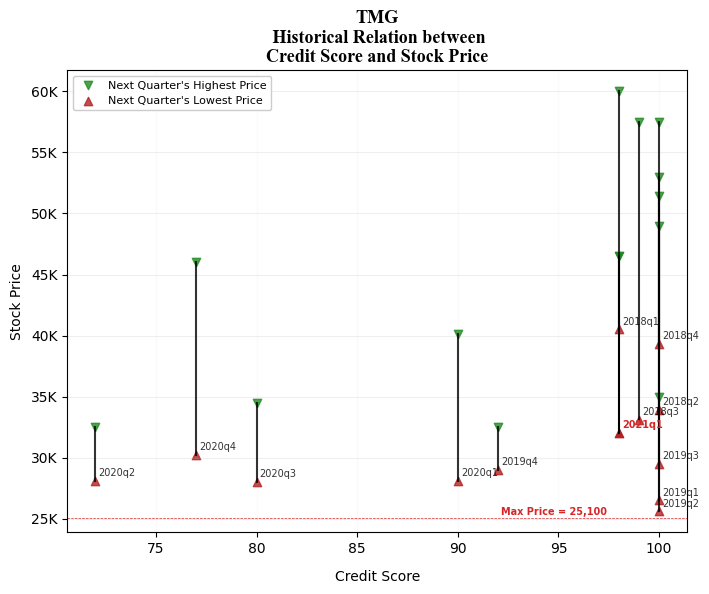 TMG
Historical Relation between
Credit Score and Stock Price
Next Quarter's Highest Price
Next Quarter's Lowest Price
60K
55K
50K
45K
40K
35K
30K
25K
Stock Price
2018q1
2018q4
2018q2
2018q3
2021q1
2019q3
2019q4
2020q4
2020q2
2020q3
2020q1
2019q1
2019q2
Max Price = 25,100
75
80
85
90
95
100
Credit Score